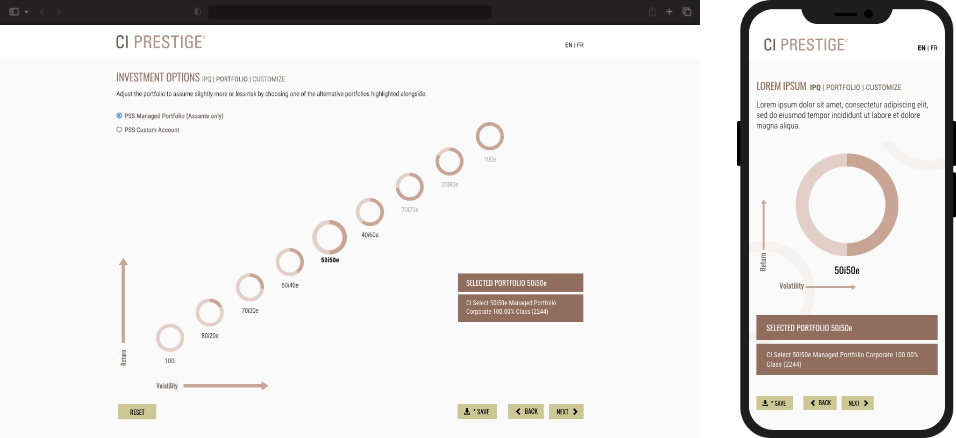 CI PRESTIGE
EN | FR
INVESTMENT OPTIONS IPQ | PORTFOLIO | CUSTOMIZE
Adjust the portfolio to assume slightly more or less risk by choosing one of the alternative portfolios highlighted alongside.
PSS Managed Portfolio (Assante only)
PSS Custom Account
100e
20i80e
30i70e
40i60e
50i50e
60i40e
70i30e
80i20e
100i
Return
Volatility
SELECTED PORTFOLIO 50i50e
CI Select 50i50e Managed Portfolio
Corporate 100.00% Class (2244)
RESET
* SAVE
BACK
NEXT
CI PRESTIGE
EN | FR
LOREM IPSUM IPQ | PORTFOLIO | CUSTOMIZE
Lorem ipsum dolor sit amet, consectetur adipiscing elit,
sed do eiusmod tempor incididunt ut labore et dolore
magna aliqua.
50i50e
Return
Volatility
SELECTED PORTFOLIO 50i50e
CI Select 50i50e Managed Portfolio Corporate 100.00%
Class (2244)
* SAVE
BACK
NEXT